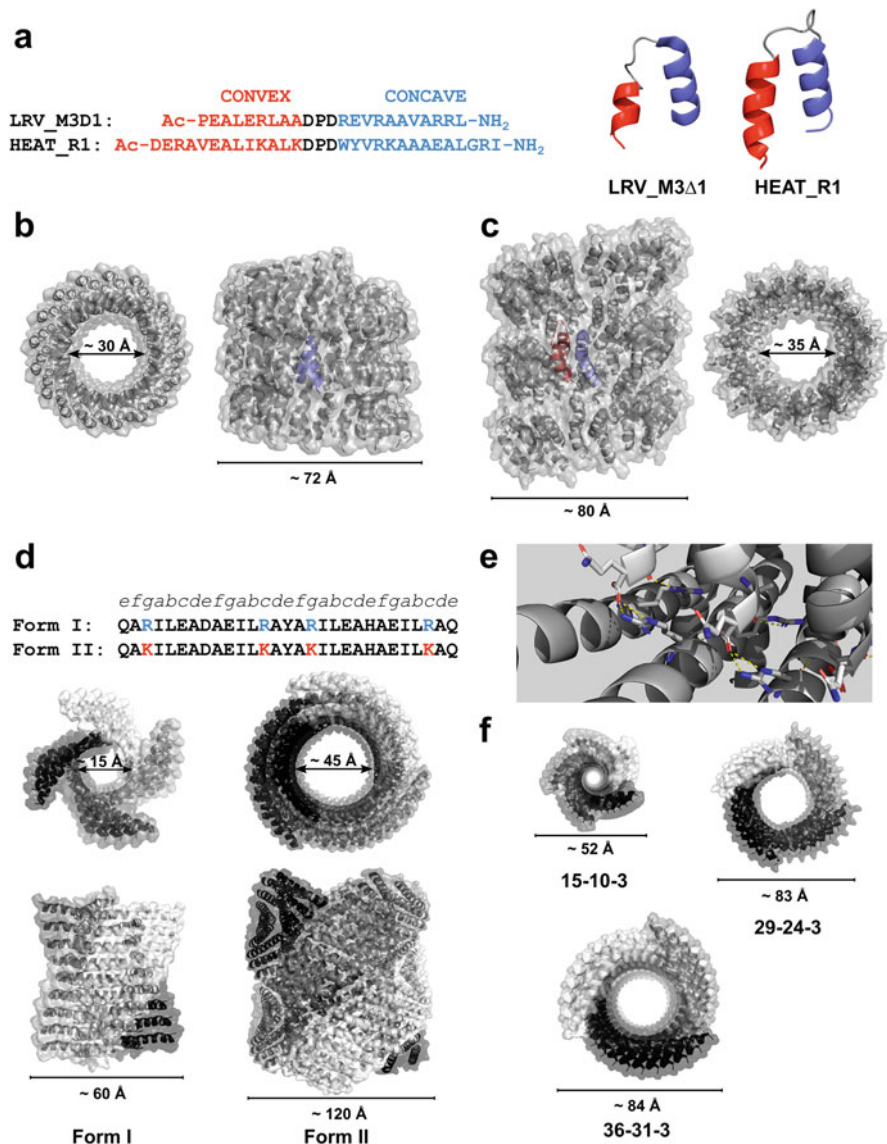 a
CONVEX CONCAVE
LRV_M3D1: Ac-PEALERLAADPDREVRAAVARRL-NH2
HEAT_R1: Ac-DERAVEALIKALKDPDWYVRKAAAEALGRI-NH2
LRV_M3Δ1 HEAT_R1
b
~ 30 Å
~ 72 Å
c
~ 35 Å
~ 80 Å
d
efgabcdefgabcdefgabcdefgabcde
Form I: QARILEADAEILRAYARILEAHAEILRAQ
Form II: QAKILEADAEILKAYAKILEAHAEILKAQ
~ 15 Å
~ 45 Å
~ 60 Å
~ 120 Å
Form I Form II
e
f
~ 52 Å
15-10-3
~ 83 Å
29-24-3
~ 84 Å
36-31-3